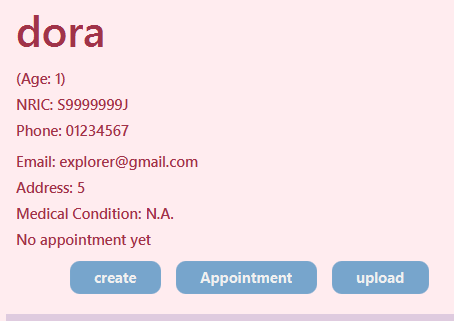 dora
(Age: 1)
NRIC: S9999999J
Phone: 01234567
Email: explorer@gmail.com
Address: 5
Medical Condition: N.A.
No appointment yet
create Appointment upload